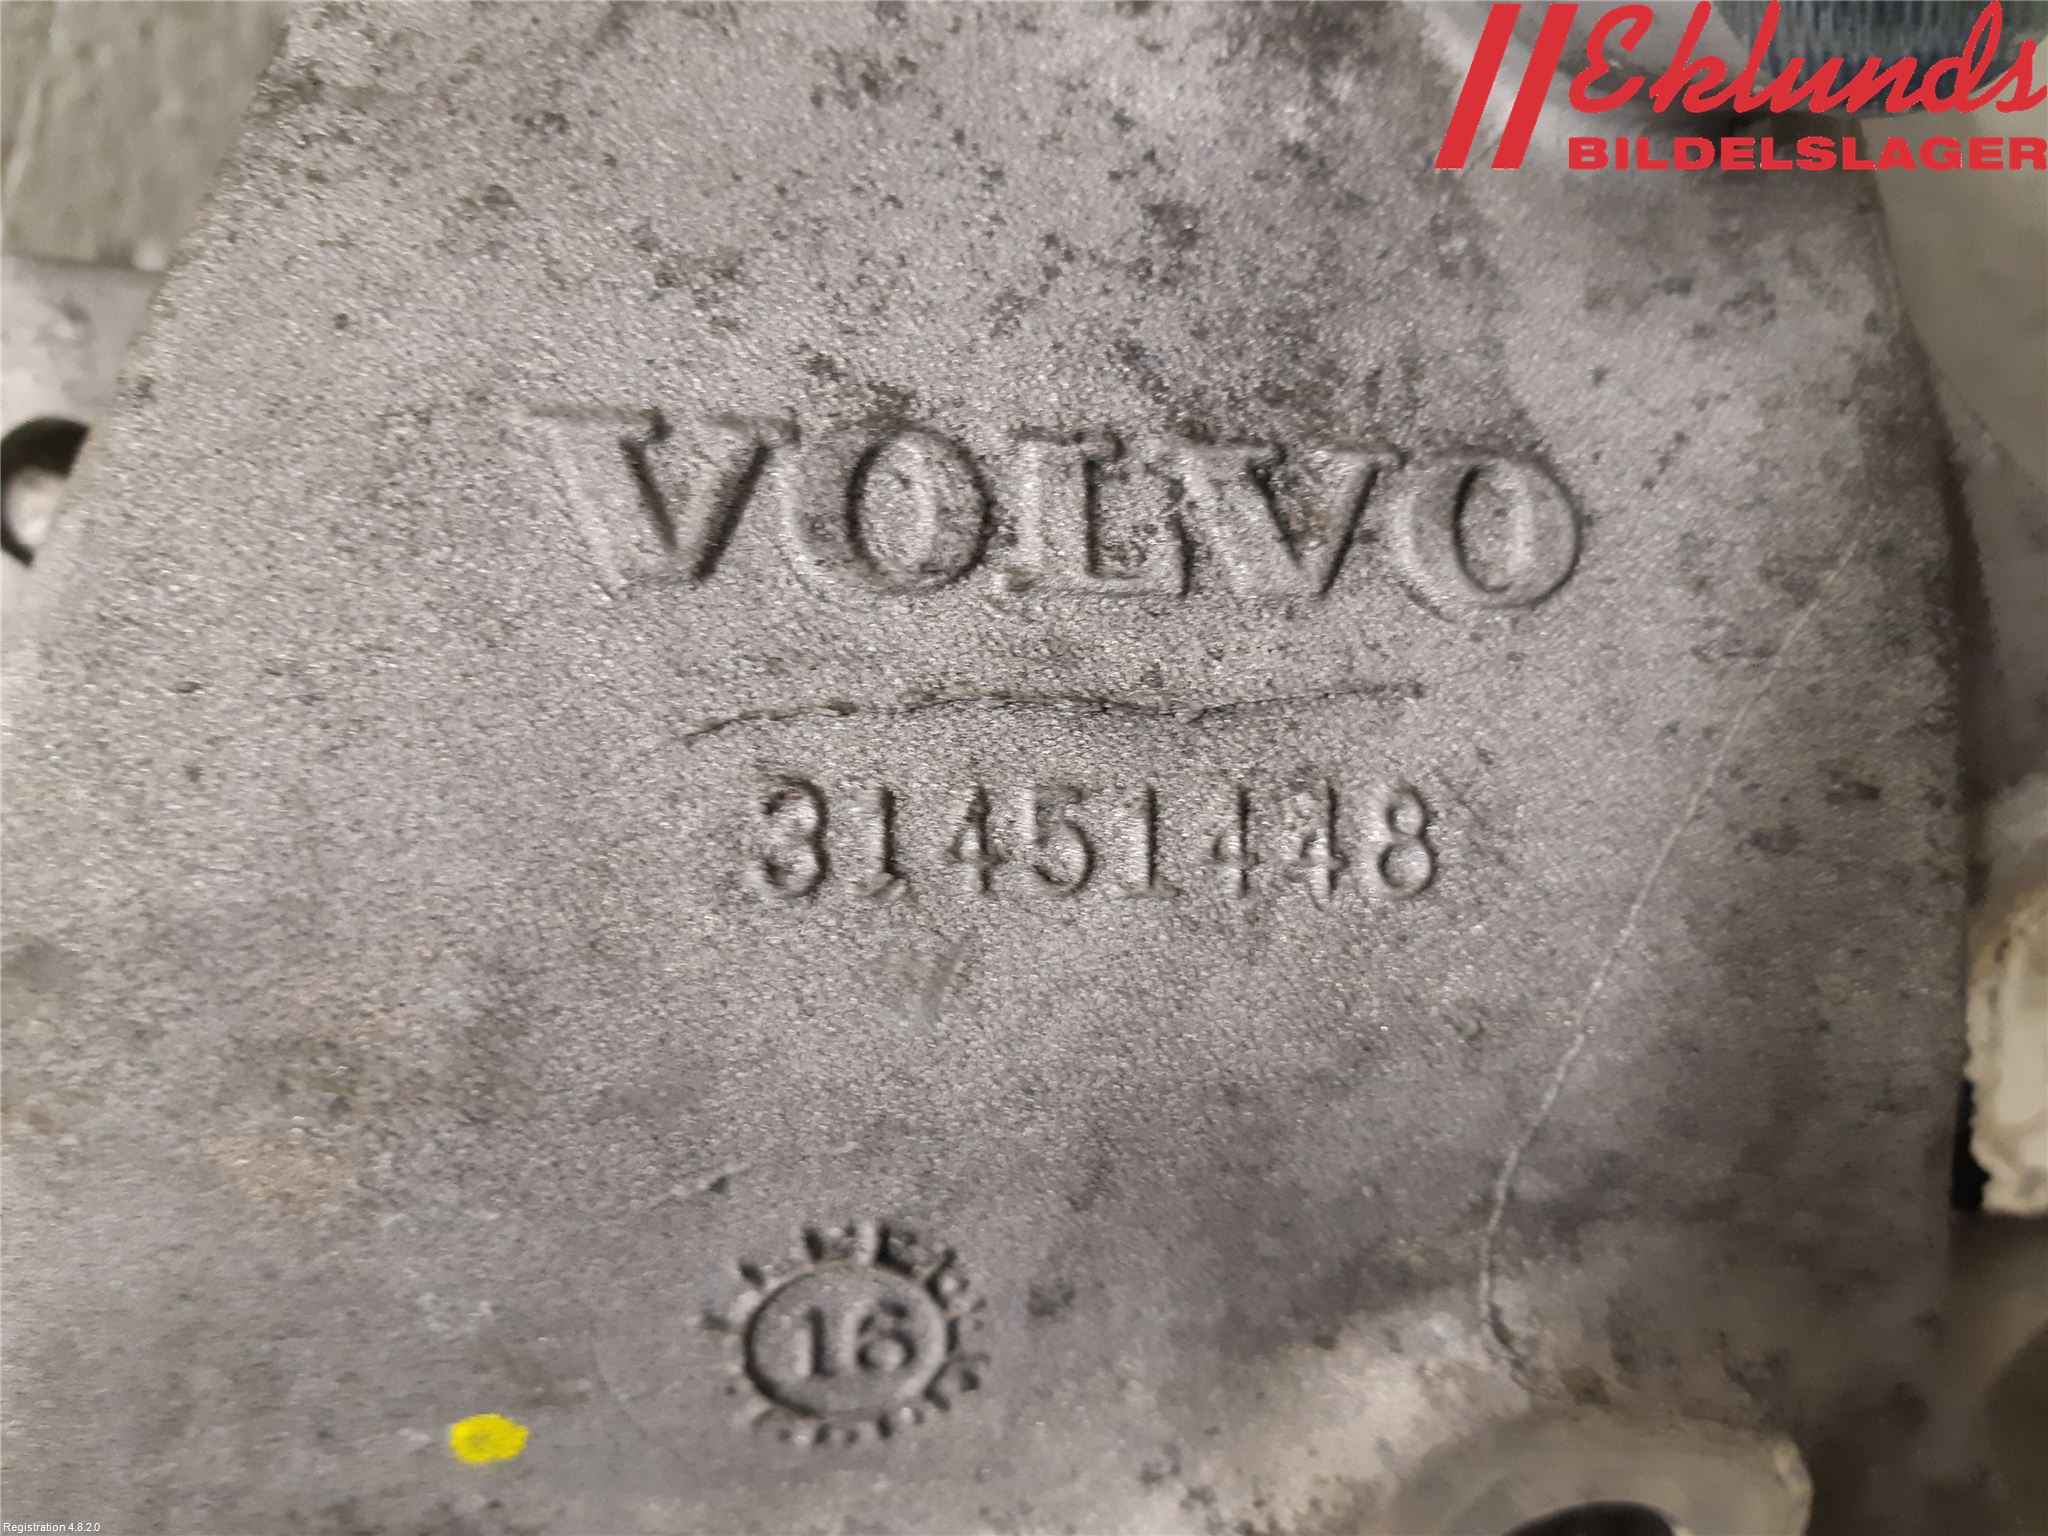 Eklunds
BILDELSLAGER
VOLVO
31451448
16
Registration 4.8.2.0